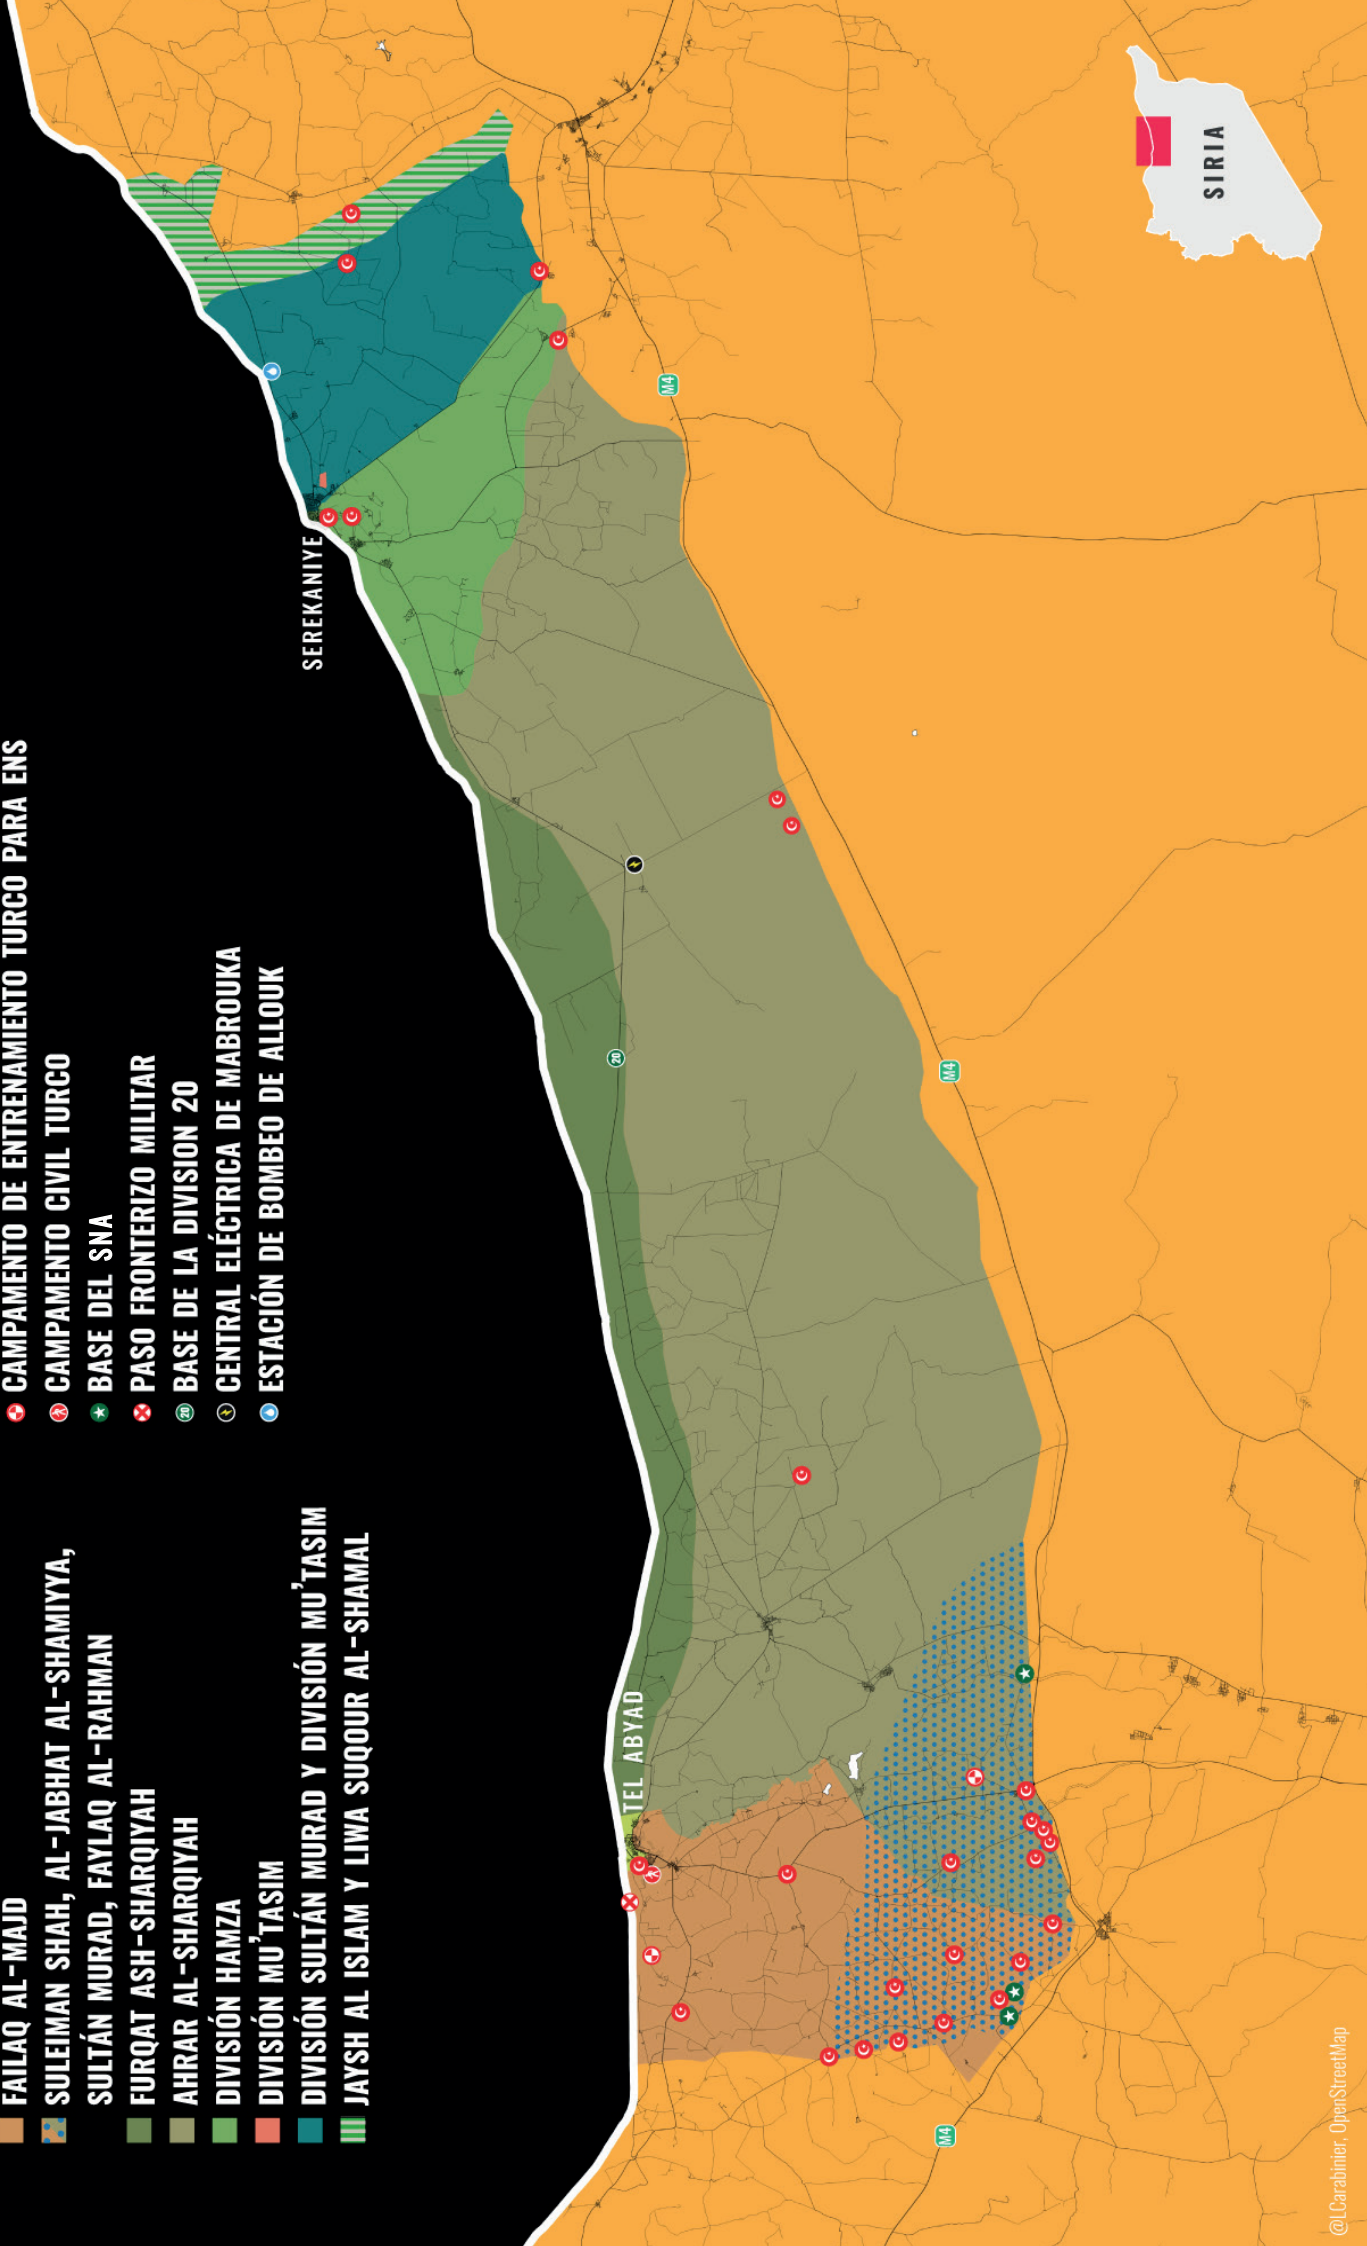 FAILAQ AL-MAJD
SULEIMAN SHAH, AL-JABHAT AL-SHAMIYYA,
SULTÁN MURAD, FAYLAQ AL-RAHMAN
FURQAT ASH-SHARQIYAH
AHRAR AL-SHARQIYAH
DIVISIÓN HAMZA
DIVISIÓN MU'TASIM
DIVISIÓN SULTÁN MURAD Y DIVISIÓN MU'TASIM
JAYSH AL ISLAM Y LIWA SUQOUR AL-SHAMAL
CAMPAMENTO DE ENTRENAMIENTO TURCO PARA ENS
CAMPAMENTO CIVIL TURCO
BASE DEL SNA
PASO FRONTERIZO MILITAR
20 BASE DE LA DIVISION 20
CENTRAL ELÉCTRICA DE MABROUKA
ESTACIÓN DE BOMBEO DE ALLOUK
SEREKANIYE
TEL ABYAD
20
M4
M4
M4
SIRIA
@LCarabinier, OpenStreetMap